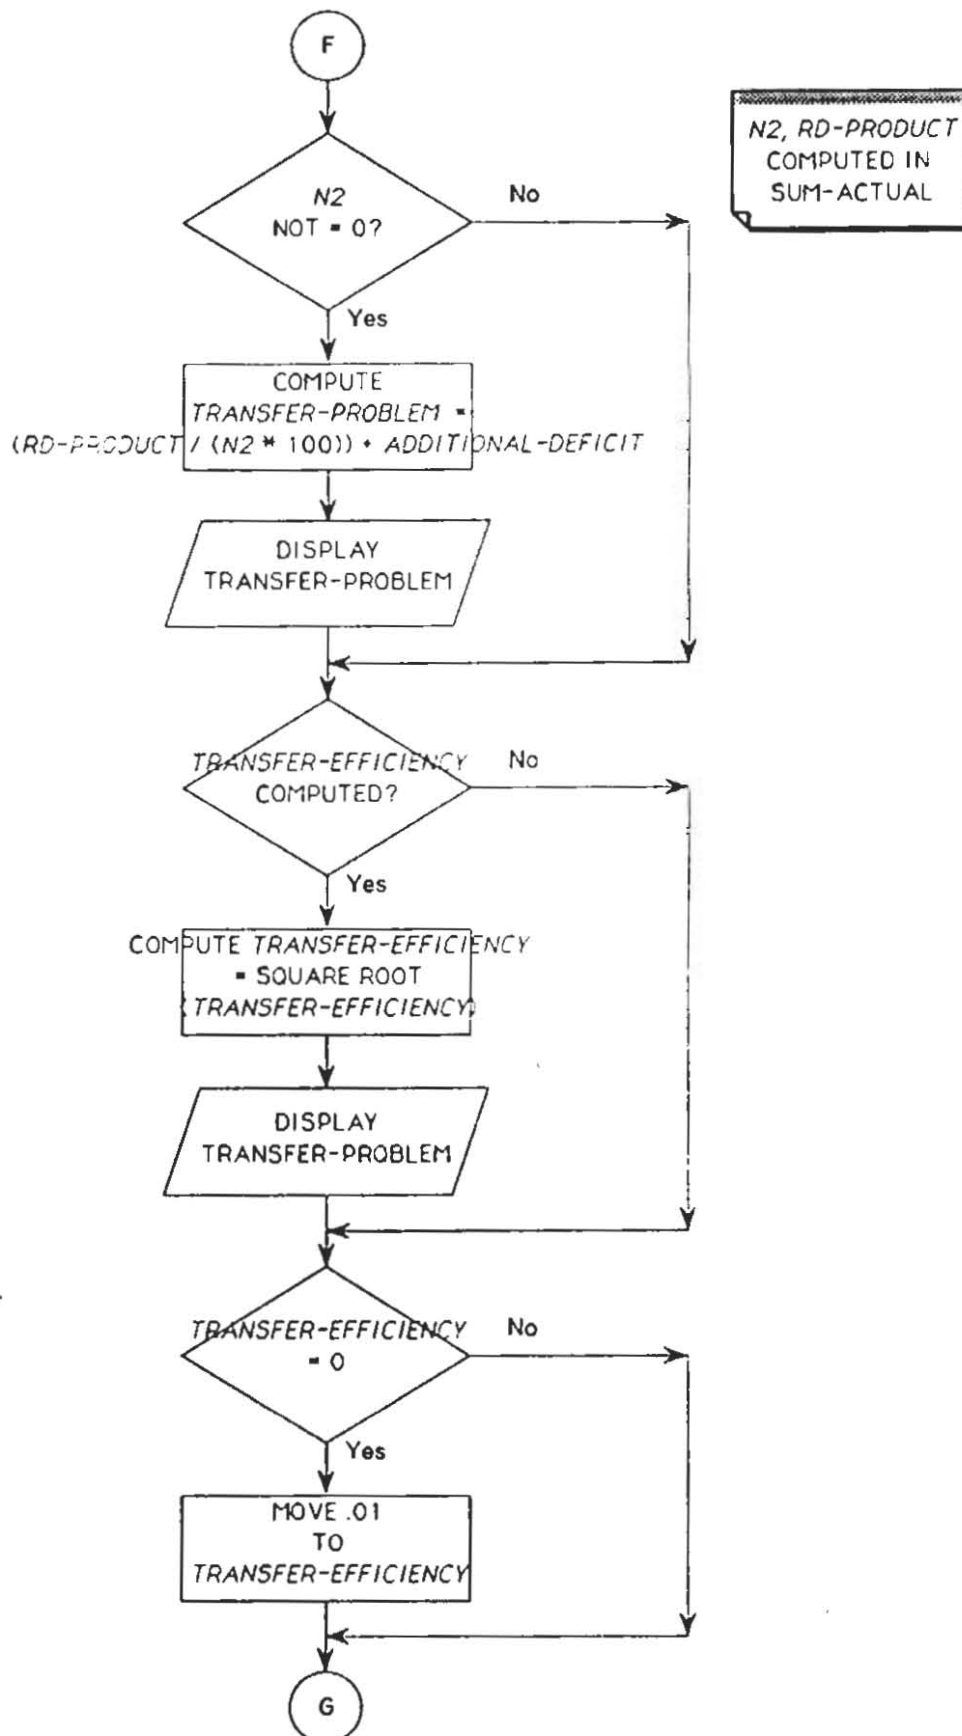 F
N2, RD-PRODUCT
COMPUTED IN
SUM-ACTUAL
N2
NOT = 0?
No
Yes
COMPUTE
TRANSFER-PROBLEM =
(RD-PRODUCT / (N2 * 100)) + ADDITIONAL-DEFICIT
DISPLAY
TRANSFER-PROBLEM
TRANSFER-EFFICIENCY
COMPUTED?
No
Yes
COMPUTE TRANSFER-EFFICIENCY
= SQUARE ROOT
(TRANSFER-EFFICIENCY)
DISPLAY
TRANSFER-PROBLEM
TRANSFER-EFFICIENCY
= 0
No
Yes
MOVE .01
TO
TRANSFER-EFFICIENCY
G